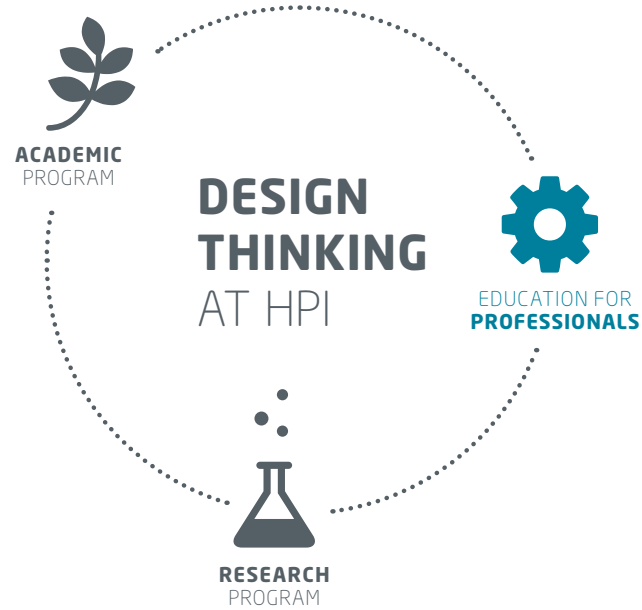 ACADEMIC
PROGRAM
DESIGN
THINKING
AT HPI
EDUCATION FOR
PROFESSIONALS
RESEARCH
PROGRAM